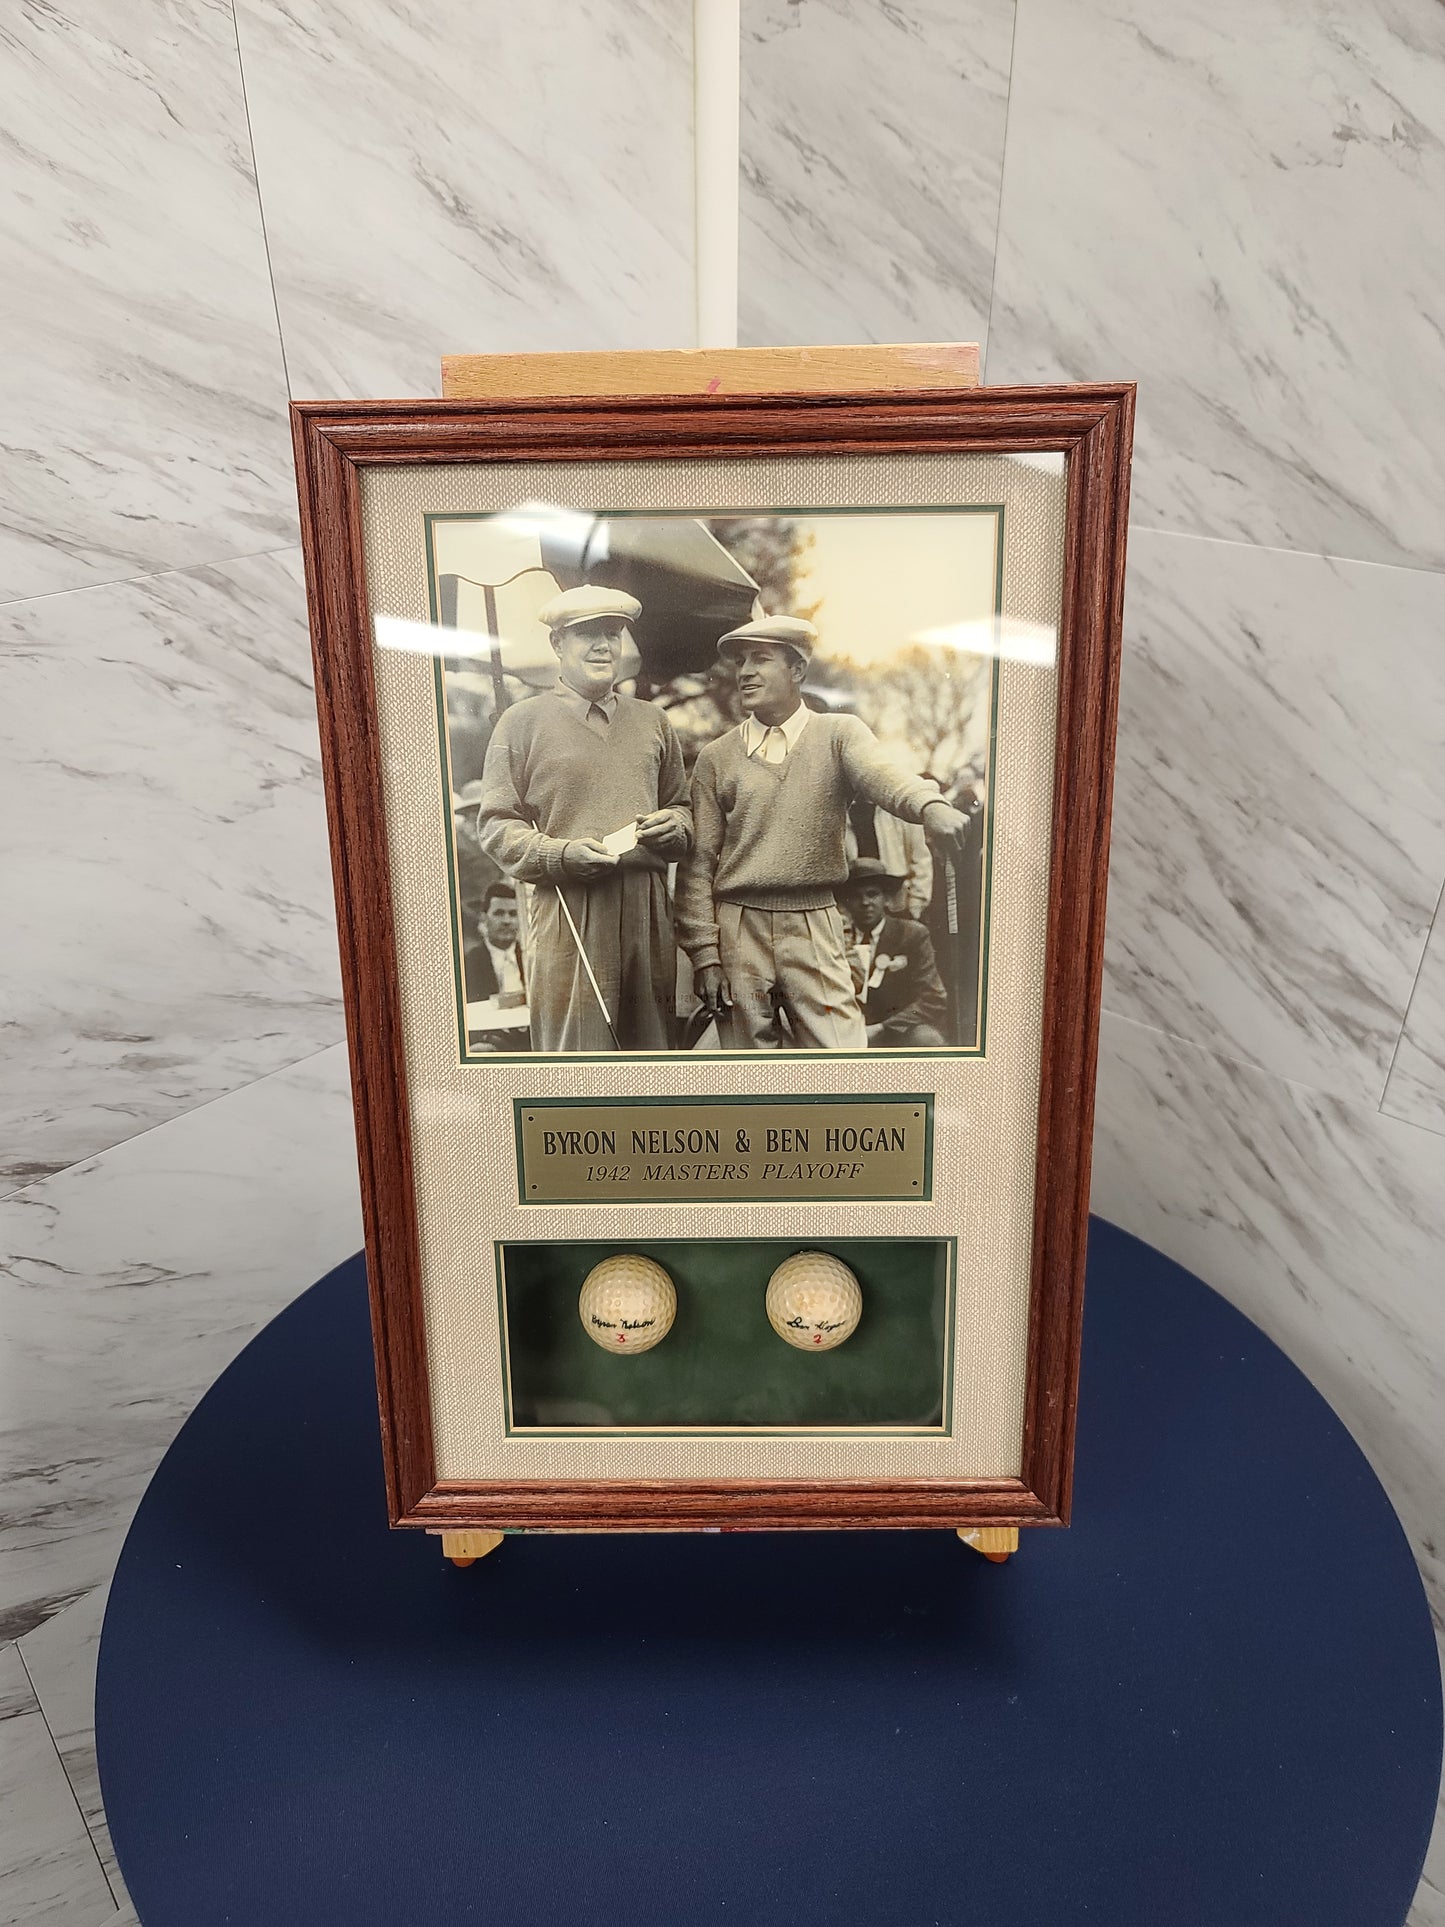 BYRON NELSON & BEN HOGAN
1942 MASTERS PLAYOFF
Byron Nelson
3
Ben Hogan
2